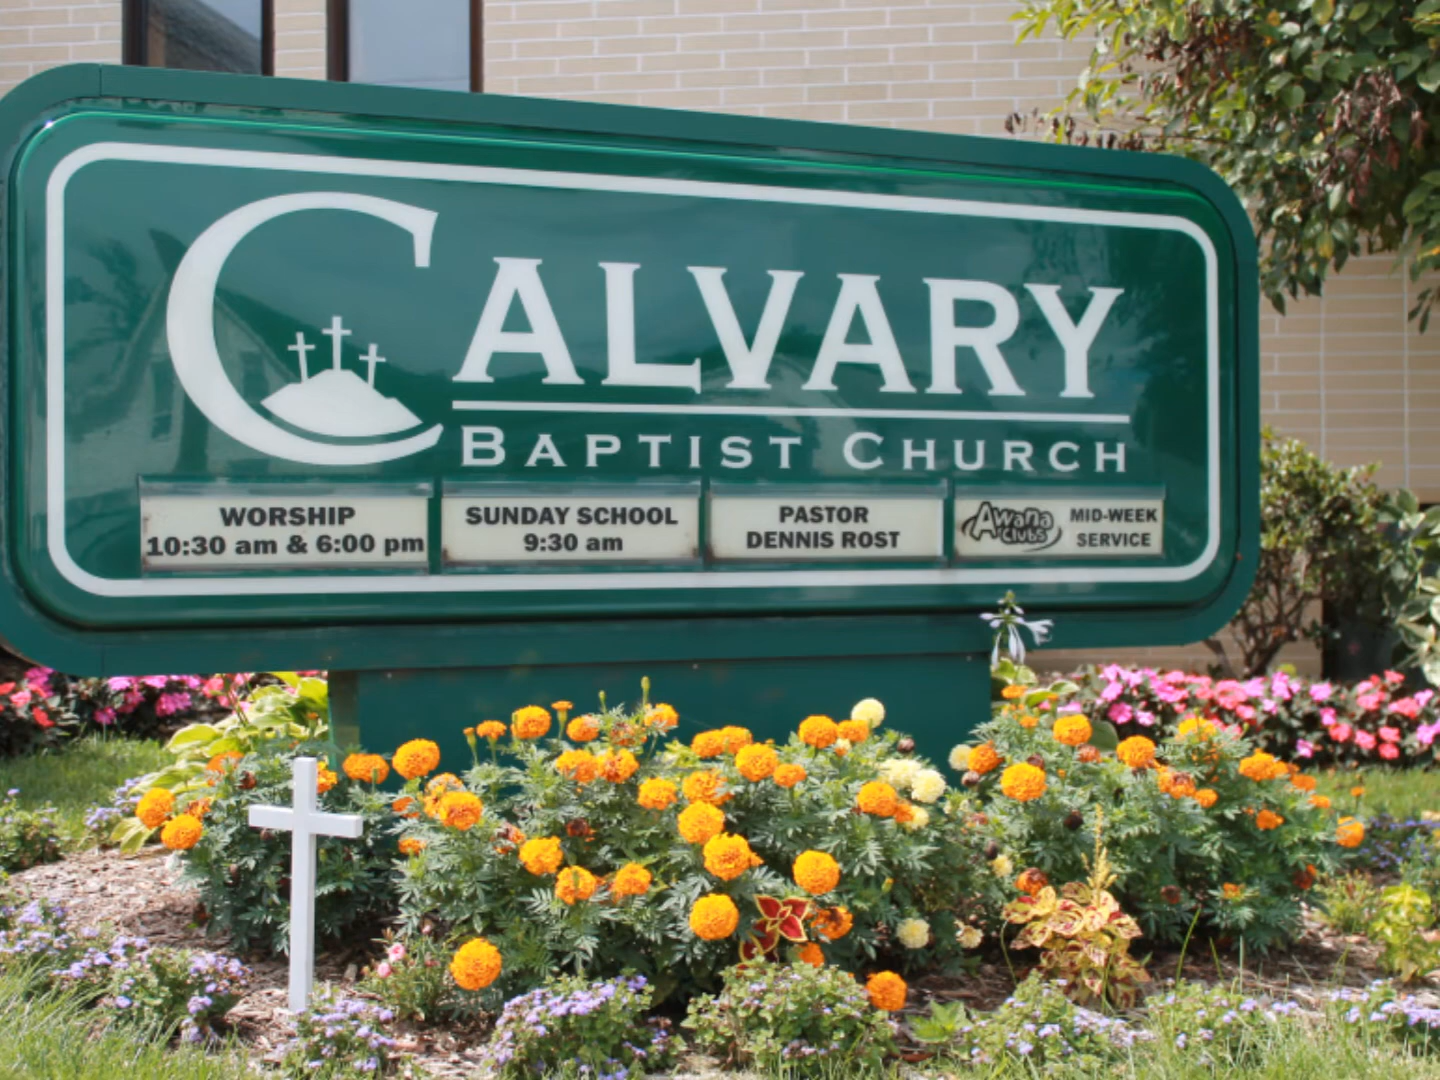 CALVARY
BAPTIST CHURCH
WORSHIP
10:30 am & 6:00 pm
SUNDAY SCHOOL
9:30 am
PASTOR
DENNIS ROST
Awana
Clubs
MID-WEEK
SERVICE